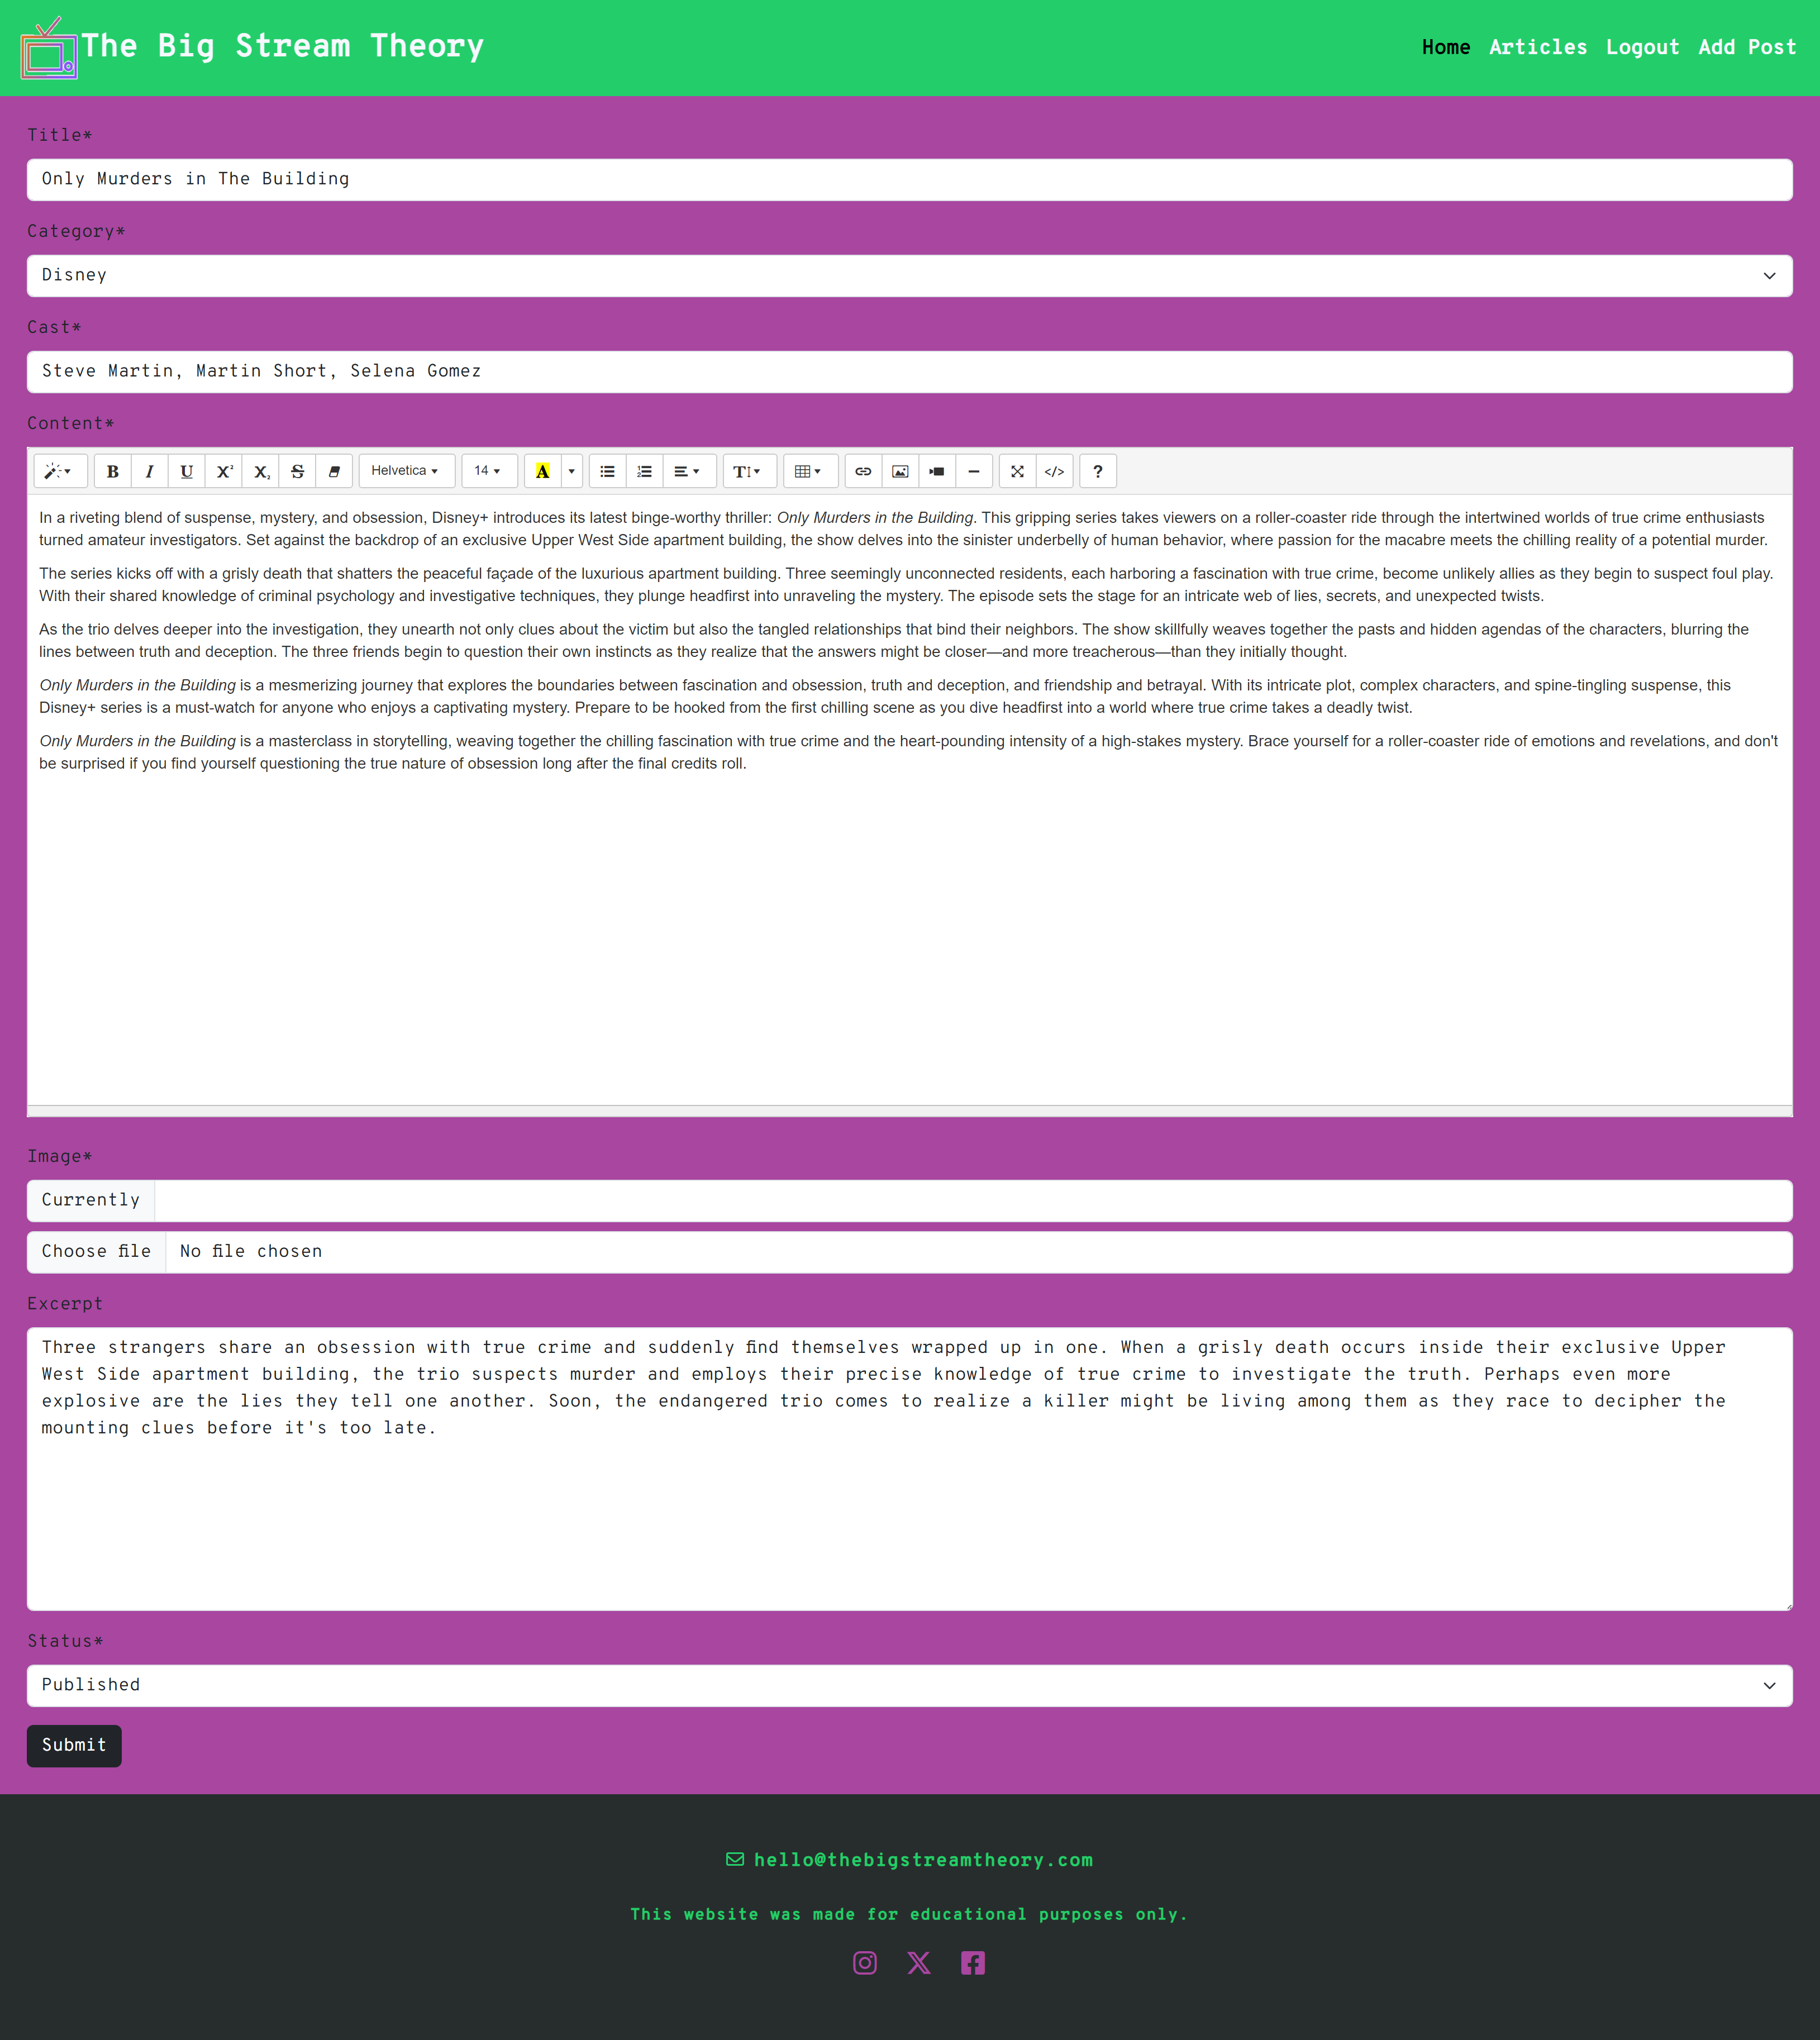 The Big Stream Theory
Home Articles Logout Add Post
Title*
Only Murders in The Building
Category*
Disney
Cast*
Steve Martin, Martin Short, Selena Gomez
Content*
B I U X² X₂ S Helvetica 14 A T </> ?
In a riveting blend of suspense, mystery, and obsession, Disney+ introduces its latest binge-worthy thriller: Only Murders in the Building. This gripping series takes viewers on a roller-coaster ride through the intertwined worlds of true crime enthusiasts
turned amateur investigators. Set against the backdrop of an exclusive Upper West Side apartment building, the show delves into the sinister underbelly of human behavior, where passion for the macabre meets the chilling reality of a potential murder.
The series kicks off with a grisly death that shatters the peaceful façade of the luxurious apartment building. Three seemingly unconnected residents, each harboring a fascination with true crime, become unlikely allies as they begin to suspect foul play.
With their shared knowledge of criminal psychology and investigative techniques, they plunge headfirst into unraveling the mystery. The episode sets the stage for an intricate web of lies, secrets, and unexpected twists.
As the trio delves deeper into the investigation, they unearth not only clues about the victim but also the tangled relationships that bind their neighbors. The show skillfully weaves together the pasts and hidden agendas of the characters, blurring the
lines between truth and deception. The three friends begin to question their own instincts as they realize that the answers might be closer—and more treacherous—than they initially thought.
Only Murders in the Building is a mesmerizing journey that explores the boundaries between fascination and obsession, truth and deception, and friendship and betrayal. With its intricate plot, complex characters, and spine-tingling suspense, this
Disney+ series is a must-watch for anyone who enjoys a captivating mystery. Prepare to be hooked from the first chilling scene as you dive headfirst into a world where true crime takes a deadly twist.
Only Murders in the Building is a masterclass in storytelling, weaving together the chilling fascination with true crime and the heart-pounding intensity of a high-stakes mystery. Brace yourself for a roller-coaster ride of emotions and revelations, and don't
be surprised if you find yourself questioning the true nature of obsession long after the final credits roll.
Image*
Currently
Choose file No file chosen
Excerpt
Three strangers share an obsession with true crime and suddenly find themselves wrapped up in one. When a grisly death occurs inside their exclusive Upper
West Side apartment building, the trio suspects murder and employs their precise knowledge of true crime to investigate the truth. Perhaps even more
explosive are the lies they tell one another. Soon, the endangered trio comes to realize a killer might be living among them as they race to decipher the
mounting clues before it's too late.
Status*
Published
Submit
hello@thebigstreamtheory.com
This website was made for educational purposes only.